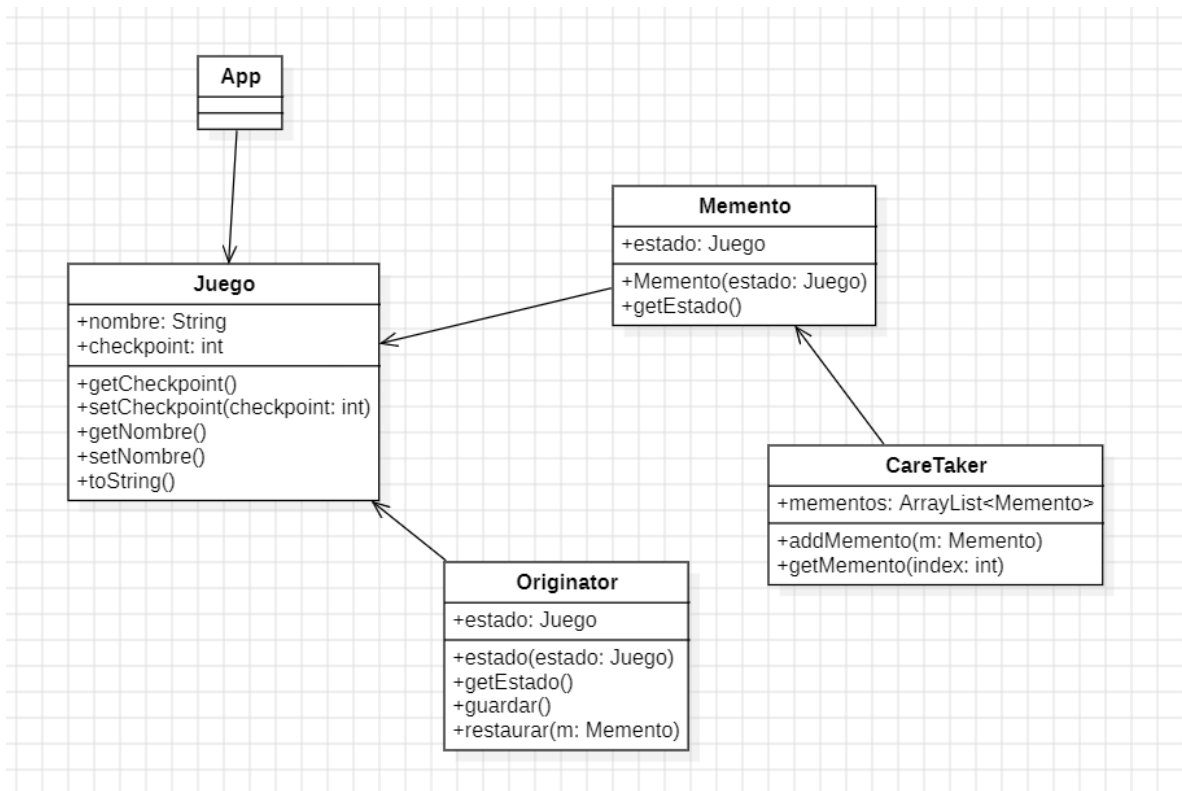 App
Memento
+estado: Juego
+Memento(estado: Juego)
+getEstado()
Juego
+nombre: String
+checkpoint: int
+getCheckpoint()
+setCheckpoint(checkpoint: int)
+getNombre()
+setNombre()
+toString()
CareTaker
+mementos: ArrayList<Memento>
+addMemento(m: Memento)
+getMemento(index: int)
Originator
+estado: Juego
+estado(estado: Juego)
+getEstado()
+guardar()
+restaurar(m: Memento)